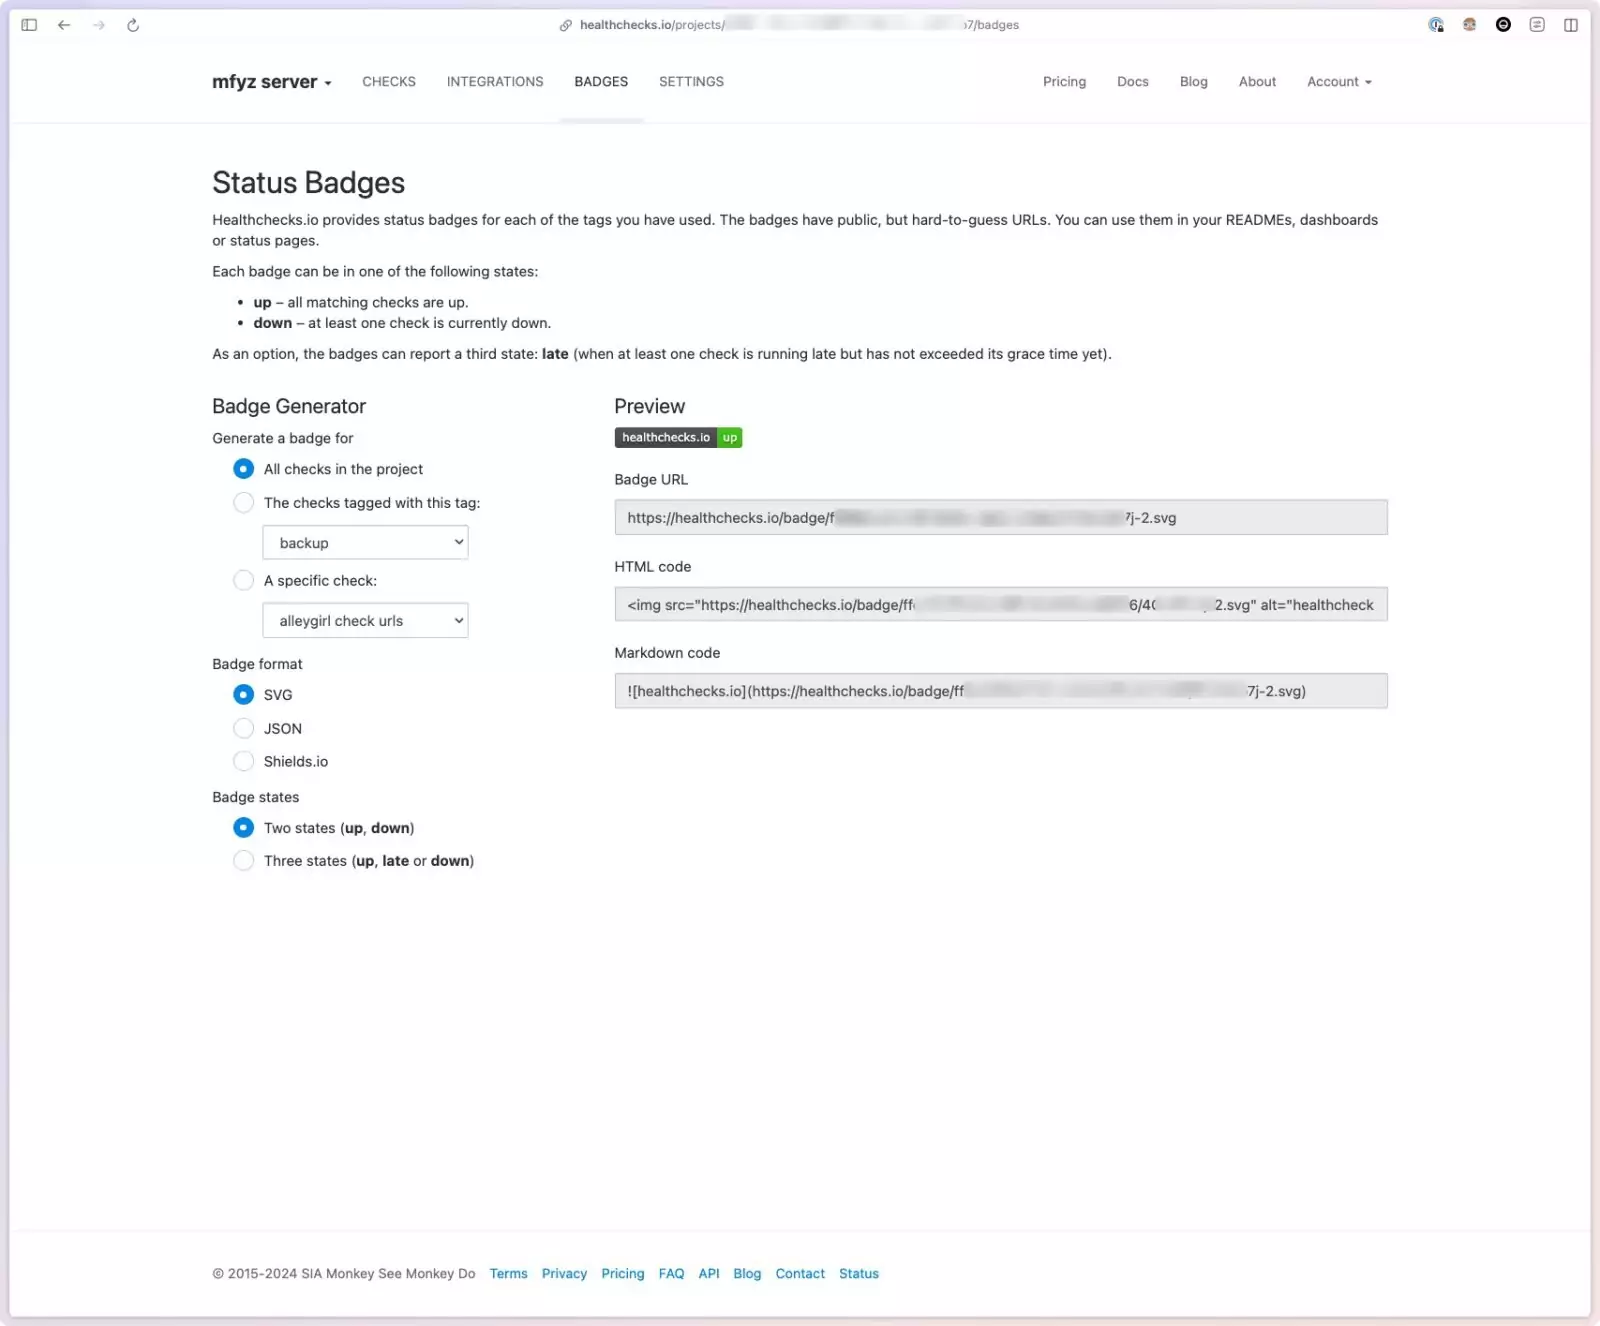 healthchecks.io/projects/ 7/badges
mfyz server CHECKS INTEGRATIONS BADGES SETTINGS Pricing Docs Blog About Account
Status Badges
Healthchecks.io provides status badges for each of the tags you have used. The badges have public, but hard-to-guess URLs. You can use them in your READMEs, dashboards
or status pages.
Each badge can be in one of the following states:
• up – all matching checks are up.
• down – at least one check is currently down.
As an option, the badges can report a third state: late (when at least one check is running late but has not exceeded its grace time yet).
Badge Generator
Generate a badge for
All checks in the project
The checks tagged with this tag:
backup
A specific check:
alleygirl check urls
Badge format
SVG
JSON
Shields.io
Badge states
Two states (up, down)
Three states (up, late or down)
Preview
healthchecks.io up
Badge URL
https://healthchecks.io/badge/f 7j-2.svg
HTML code
<img src="https://healthchecks.io/badge/ff 6/4 2.svg" alt="healthcheck
Markdown code
![healthchecks.io](https://healthchecks.io/badge/ff 7j-2.svg)
© 2015-2024 SIA Monkey See Monkey Do Terms Privacy Pricing FAQ API Blog Contact Status